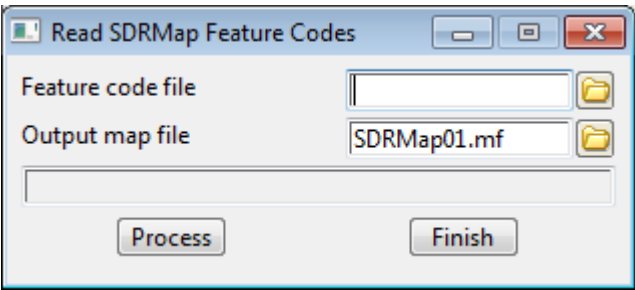 Read SDRMap Feature Codes
Feature code file
Output map file SDRMap01.mf
Process Finish